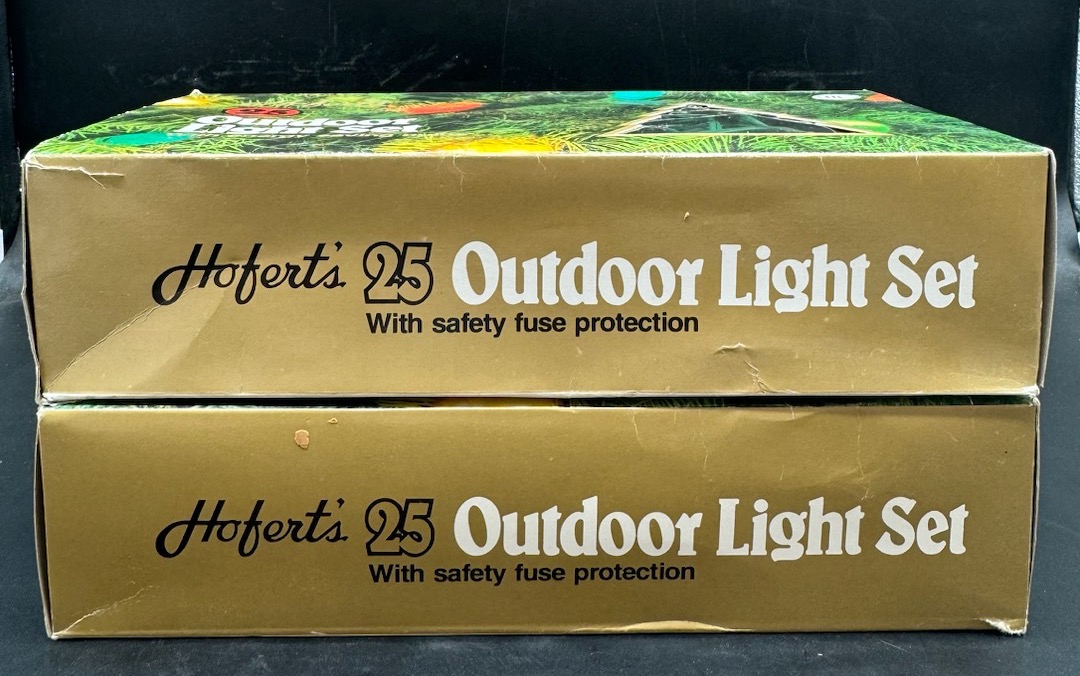 25
Outdoor
Light Set
Hofert's 25 Outdoor Light Set
With safety fuse protection
Hofert's 25 Outdoor Light Set
With safety fuse protection